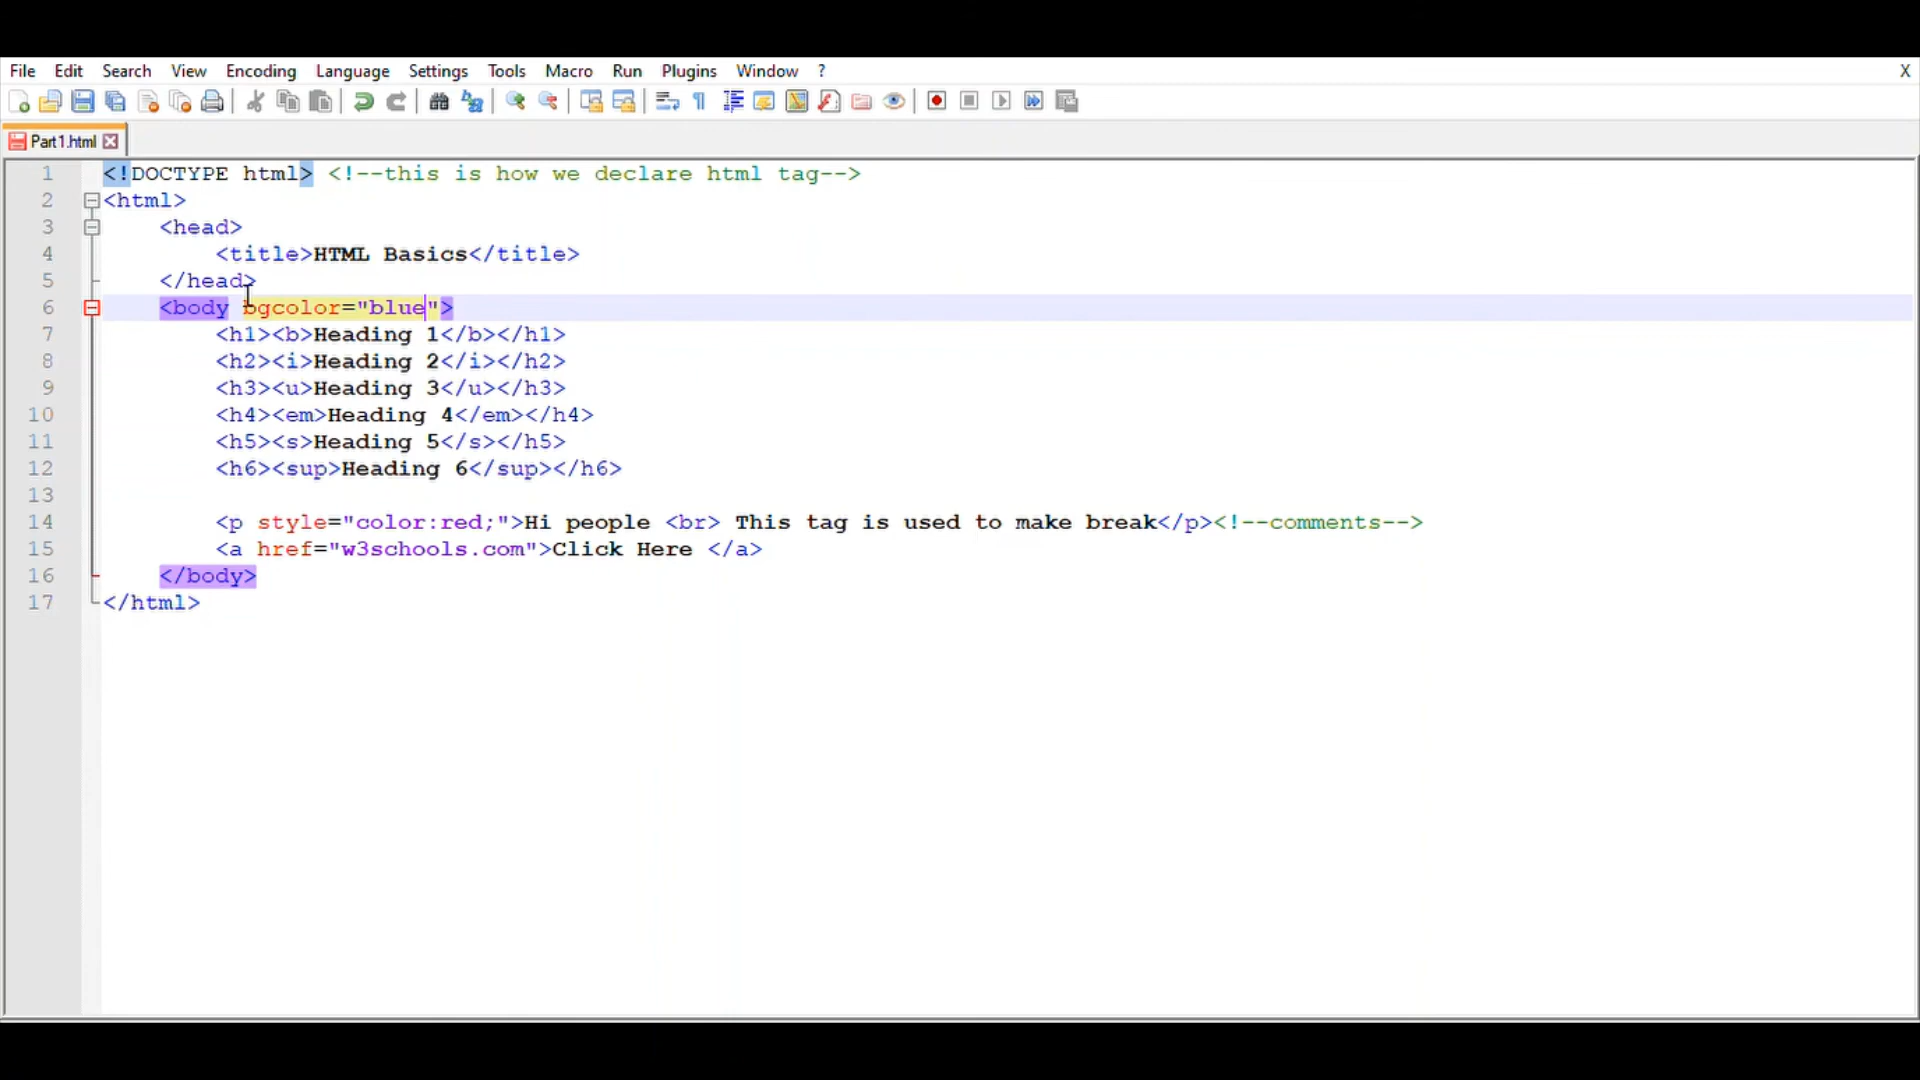 File Edit Search View Encoding Language Settings Tools Macro Run Plugins Window ? X
Part1.html
1 <!DOCTYPE html> <!--this is how we declare html tag-->
2 <html>
3 <head>
4 <title>HTML Basics</title>
5 </head>
6 <body bgcolor="blue">
7 <h1><b>Heading 1</b></h1>
8 <h2><i>Heading 2</i></h2>
9 <h3><u>Heading 3</u></h3>
10 <h4><em>Heading 4</em></h4>
11 <h5><s>Heading 5</s></h5>
12 <h6><sup>Heading 6</sup></h6>
13
14 <p style="color:red;">Hi people <br> This tag is used to make break</p><!--comments-->
15 <a href="w3schools.com">Click Here </a>
16 </body>
17 </html>